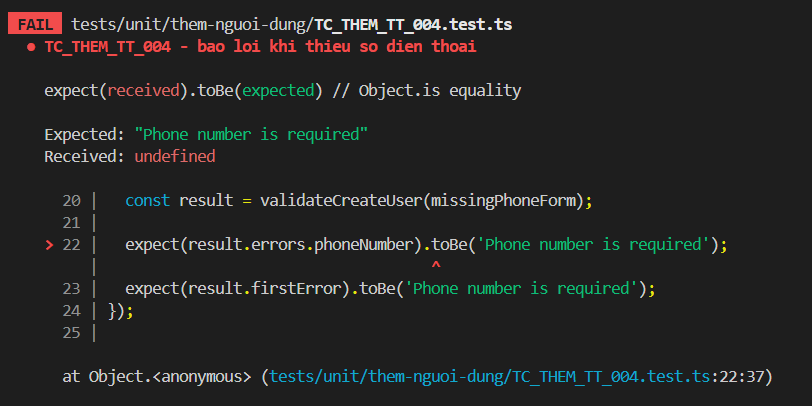 FAIL tests/unit/them-nguoi-dung/TC_THEM_TT_004.test.ts
● TC_THEM_TT_004 - bao loi khi thieu so dien thoai
expect(received).toBe(expected) // Object.is equality
Expected: "Phone number is required"
Received: undefined
20 | const result = validateCreateUser(missingPhoneForm);
21 |
> 22 | expect(result.errors.phoneNumber).toBe('Phone number is required');
| ^
23 | expect(result.firstError).toBe('Phone number is required');
24 | });
25 |
at Object.<anonymous> (tests/unit/them-nguoi-dung/TC_THEM_TT_004.test.ts:22:37)